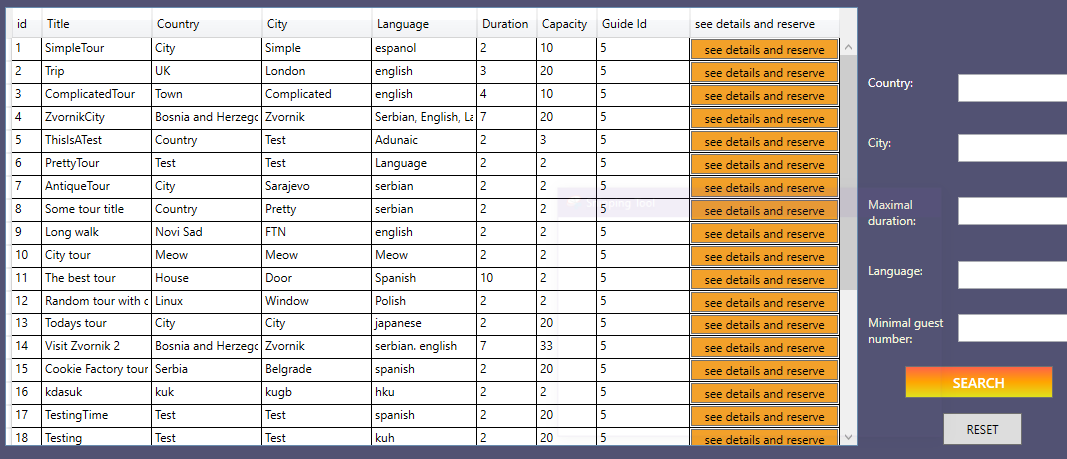 id Title Country City Language Duration Capacity Guide Id see details and reserve
1 SimpleTour City Simple espanol 2 10 5 see details and reserve
2 Trip UK London english 3 20 5 see details and reserve
3 ComplicatedTour Town Complicated english 4 10 5 see details and reserve
4 ZvornikCity Bosnia and Herzego Zvornik Serbian, English, La 7 20 5 see details and reserve
5 ThisIsATest Country Test Adunaic 2 3 5 see details and reserve
6 PrettyTour Test Test Language 2 2 5 see details and reserve
7 AntiqueTour City Sarajevo serbian 2 2 5 see details and reserve
8 Some tour title Country Pretty serbian 2 2 5 see details and reserve
9 Long walk Novi Sad FTN english 2 2 5 see details and reserve
10 City tour Meow Meow Meow 2 2 5 see details and reserve
11 The best tour House Door Spanish 10 2 5 see details and reserve
12 Random tour with c Linux Window Polish 2 2 5 see details and reserve
13 Todays tour City City japanese 2 20 5 see details and reserve
14 Visit Zvornik 2 Bosnia and Herzego Zvornik serbian. english 7 33 5 see details and reserve
15 Cookie Factory tour Serbia Belgrade spanish 2 20 5 see details and reserve
16 kdasuk kuk kugb hku 2 2 5 see details and reserve
17 TestingTime Test Test spanish 2 20 5 see details and reserve
18 Testing Test Test kuh 2 20 5 see details and reserve
Country:
City:
Maximal
duration:
Language:
Minimal guest
number:
SEARCH
RESET